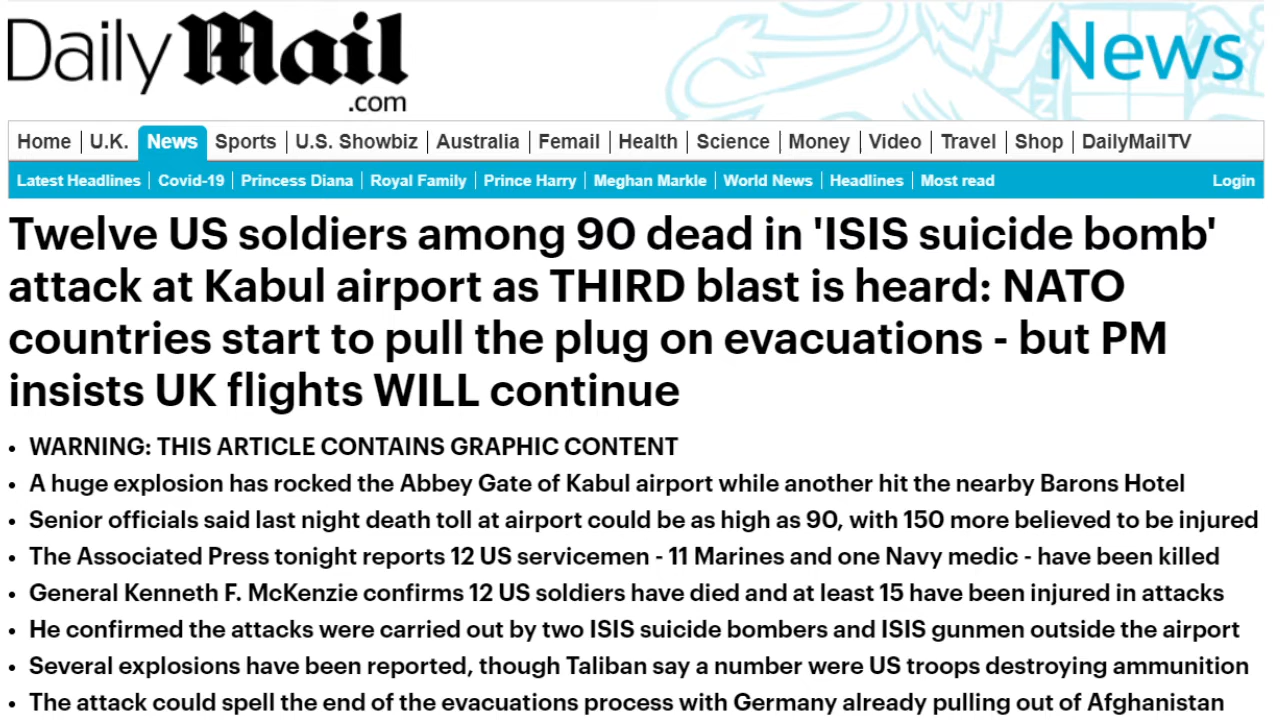 Daily Mail
.com
News
Home U.K. News Sports U.S. Showbiz Australia Femail Health Science Money Video Travel Shop DailyMailTV
Latest Headlines Covid-19 Princess Diana Royal Family Prince Harry Meghan Markle World News Headlines Most read Login
Twelve US soldiers among 90 dead in 'ISIS suicide bomb'
attack at Kabul airport as THIRD blast is heard: NATO
countries start to pull the plug on evacuations - but PM
insists UK flights WILL continue
• WARNING: THIS ARTICLE CONTAINS GRAPHIC CONTENT
• A huge explosion has rocked the Abbey Gate of Kabul airport while another hit the nearby Barons Hotel
• Senior officials said last night death toll at airport could be as high as 90, with 150 more believed to be injured
• The Associated Press tonight reports 12 US servicemen - 11 Marines and one Navy medic - have been killed
• General Kenneth F. McKenzie confirms 12 US soldiers have died and at least 15 have been injured in attacks
• He confirmed the attacks were carried out by two ISIS suicide bombers and ISIS gunmen outside the airport
• Several explosions have been reported, though Taliban say a number were US troops destroying ammunition
• The attack could spell the end of the evacuations process with Germany already pulling out of Afghanistan